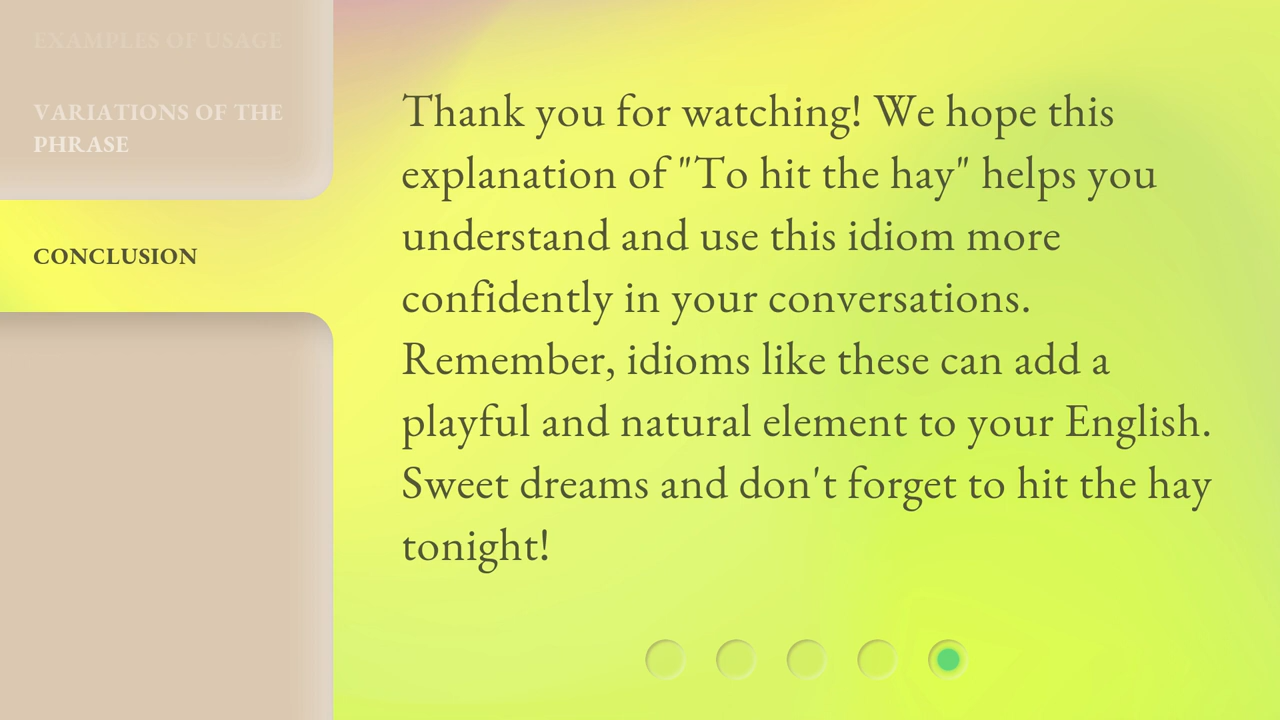 EXAMPLES OF USAGE
VARIATIONS OF THE
PHRASE
CONCLUSION
Thank you for watching! We hope this
explanation of "To hit the hay" helps you
understand and use this idiom more
confidently in your conversations.
Remember, idioms like these can add a
playful and natural element to your English.
Sweet dreams and don't forget to hit the hay
tonight!